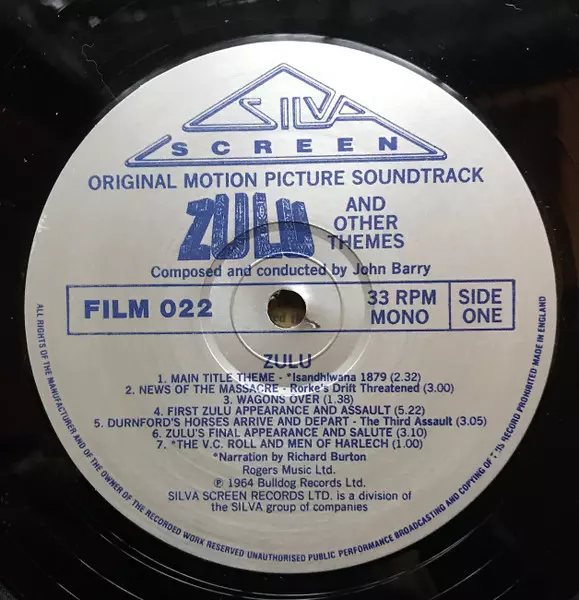 SILVA
SCREEN
ORIGINAL MOTION PICTURE SOUNDTRACK
ZULU
AND
OTHER
THEMES
Composed and conducted by John Barry
FILM 022
33 RPM
MONO
SIDE
ONE
ZULU
1. MAIN TITLE THEME - *Isandhlwana 1879 (2.32)
2. NEWS OF THE MASSACRE - Rorke's Drift Threatened (3.00)
3. WAGONS OVER (1.38)
4. FIRST ZULU APPEARANCE AND ASSAULT (5.22)
5. DURNFORD'S HORSES ARRIVE AND DEPART - The Third Assault (3.05)
6. ZULU'S FINAL APPEARANCE AND SALUTE (3.10)
7. *THE V.C. ROLL AND MEN OF HARLECH (1.00)
*Narration by Richard Burton
Rogers Music Ltd.
℗ 1964 Bulldog Records Ltd.
SILVA SCREEN RECORDS LTD. is a division of
the SILVA group of companies
ALL RIGHTS OF THE MANUFACTURER AND OF THE OWNER OF THE RECORDED WORK RESERVED UNAUTHORISED PUBLIC PERFORMANCE BROADCASTING AND COPYING OF THIS RECORD PROHIBITED MADE IN ENGLAND